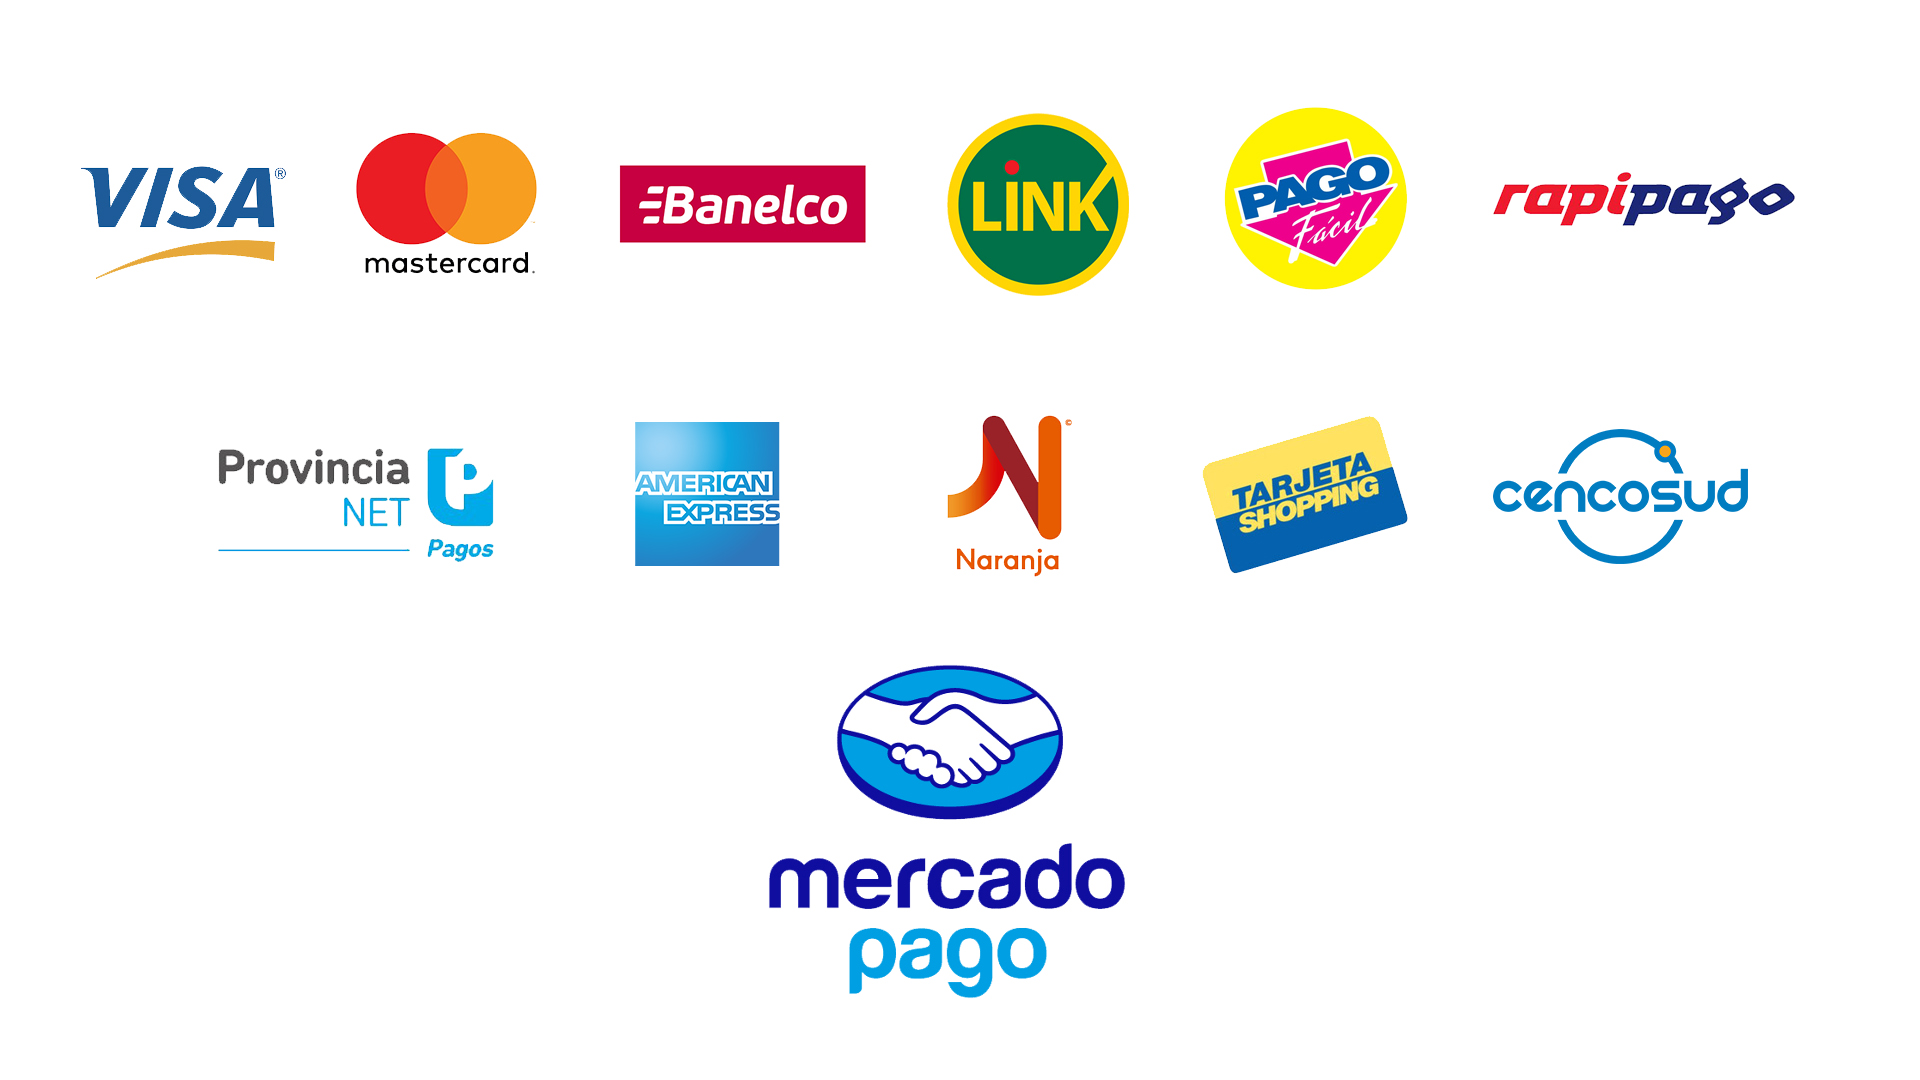 VISA®
mastercard.
Banelco
LINK
PAGO
Fácil
rapipago
Provincia
NET
Pagos
AMERICAN
EXPRESS
Naranja
©
TARJETA
SHOPPING
cencosud
mercado
pago